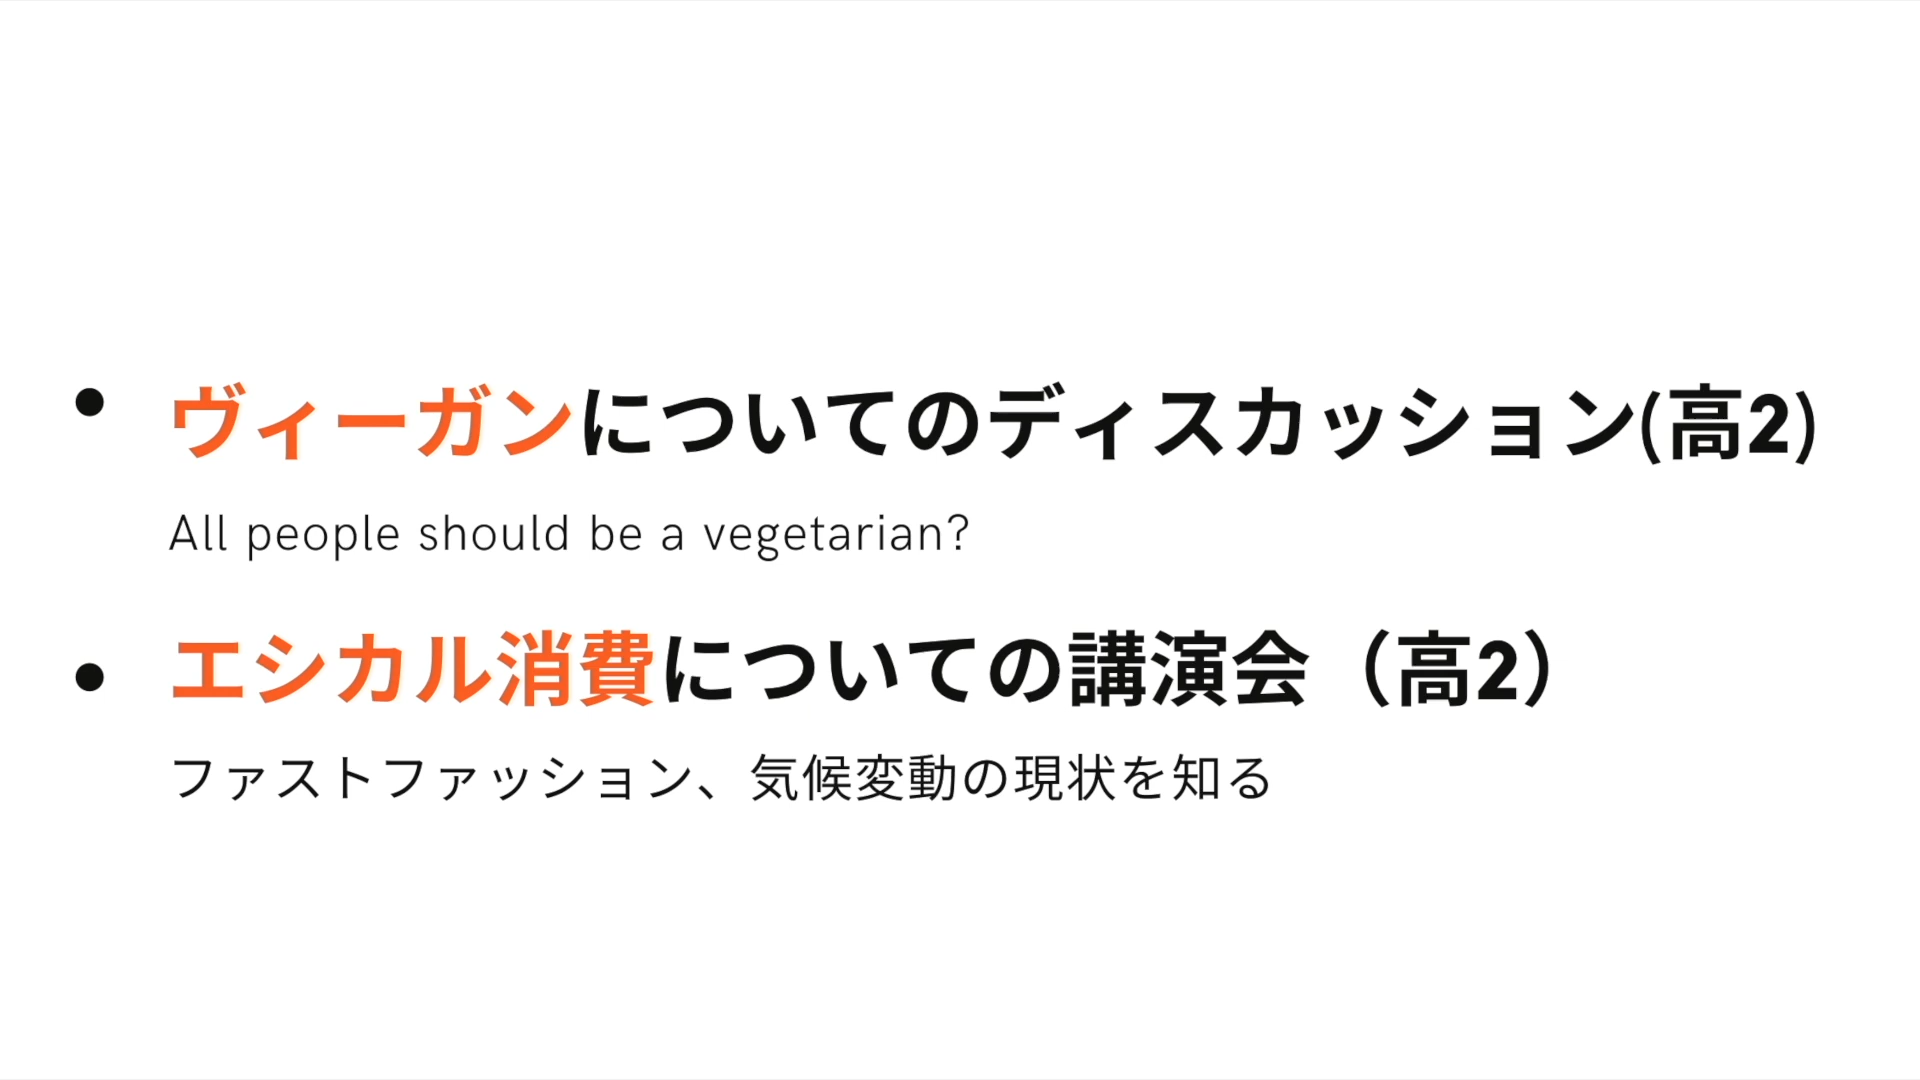 • ヴィーガンについてのディスカッション(高2)
All people should be a vegetarian?
• エシカル消費についての講演会（高2）
ファストファッション、気候変動の現状を知る